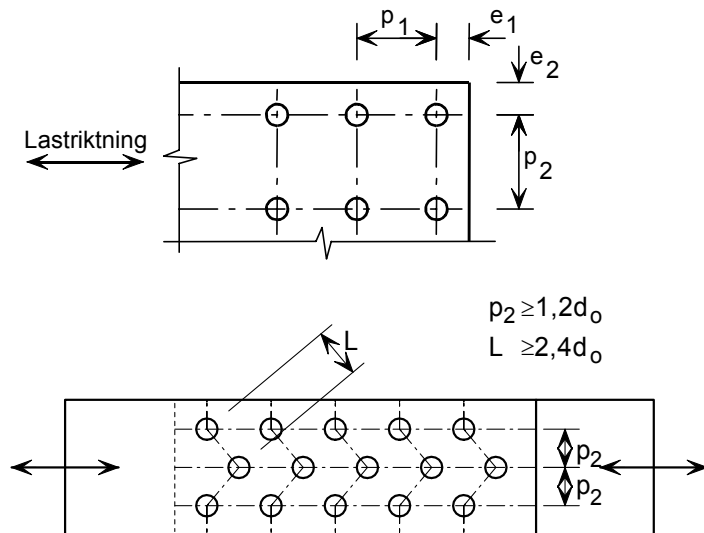 p1
e1
e2
Lastriktning
p2
p2 ≥1,2do
L ≥2,4do
L
p2
p2